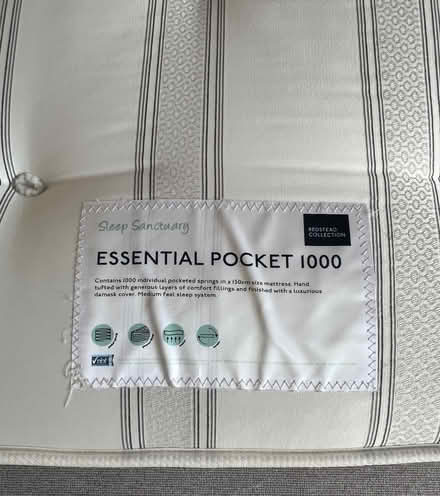 Sleep Sanctuary
BEDSTEAD
COLLECTION
ESSENTIAL POCKET 1000
Contains 1000 individual pocketed springs in a 150cm size mattress. Hand
tufted with generous layers of comfort fillings and finished with a luxurious
damask cover. Medium feel sleep system.